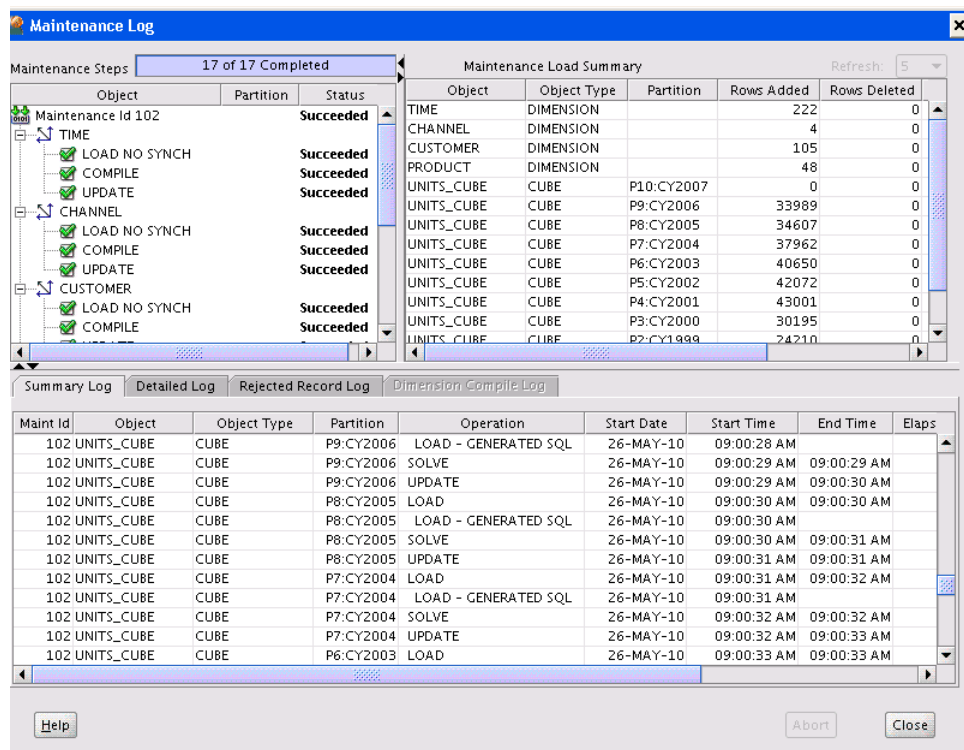 Maintenance Log
Maintenance Steps 17 of 17 Completed
Object Partition Status
Maintenance Id 102 Succeeded
TIME
LOAD NO SYNCH Succeeded
COMPILE Succeeded
UPDATE Succeeded
CHANNEL
LOAD NO SYNCH Succeeded
COMPILE Succeeded
UPDATE Succeeded
CUSTOMER
LOAD NO SYNCH Succeeded
COMPILE Succeeded
Maintenance Load Summary Refresh: 5
Object Object Type Partition Rows Added Rows Deleted
TIME DIMENSION 222 0
CHANNEL DIMENSION 4 0
CUSTOMER DIMENSION 105 0
PRODUCT DIMENSION 48 0
UNITS_CUBE CUBE P10:CY2007 0 0
UNITS_CUBE CUBE P9:CY2006 33989 0
UNITS_CUBE CUBE P8:CY2005 34607 0
UNITS_CUBE CUBE P7:CY2004 37962 0
UNITS_CUBE CUBE P6:CY2003 40650 0
UNITS_CUBE CUBE P5:CY2002 42072 0
UNITS_CUBE CUBE P4:CY2001 43001 0
UNITS_CUBE CUBE P3:CY2000 30195 0
UNITS_CUBE CUBE P2:CY1999 24210 0
Summary Log Detailed Log Rejected Record Log Dimension Compile Log
Maint Id Object Object Type Partition Operation Start Date Start Time End Time Elaps
102 UNITS_CUBE CUBE P9:CY2006 LOAD - GENERATED SQL 26-MAY-10 09:00:28 AM
102 UNITS_CUBE CUBE P9:CY2006 SOLVE 26-MAY-10 09:00:29 AM 09:00:29 AM
102 UNITS_CUBE CUBE P9:CY2006 UPDATE 26-MAY-10 09:00:29 AM 09:00:30 AM
102 UNITS_CUBE CUBE P8:CY2005 LOAD 26-MAY-10 09:00:30 AM 09:00:30 AM
102 UNITS_CUBE CUBE P8:CY2005 LOAD - GENERATED SQL 26-MAY-10 09:00:30 AM
102 UNITS_CUBE CUBE P8:CY2005 SOLVE 26-MAY-10 09:00:30 AM 09:00:31 AM
102 UNITS_CUBE CUBE P8:CY2005 UPDATE 26-MAY-10 09:00:31 AM 09:00:31 AM
102 UNITS_CUBE CUBE P7:CY2004 LOAD 26-MAY-10 09:00:31 AM 09:00:32 AM
102 UNITS_CUBE CUBE P7:CY2004 LOAD - GENERATED SQL 26-MAY-10 09:00:31 AM
102 UNITS_CUBE CUBE P7:CY2004 SOLVE 26-MAY-10 09:00:32 AM 09:00:32 AM
102 UNITS_CUBE CUBE P7:CY2004 UPDATE 26-MAY-10 09:00:32 AM 09:00:33 AM
102 UNITS_CUBE CUBE P6:CY2003 LOAD 26-MAY-10 09:00:33 AM 09:00:33 AM
Help Abort Close